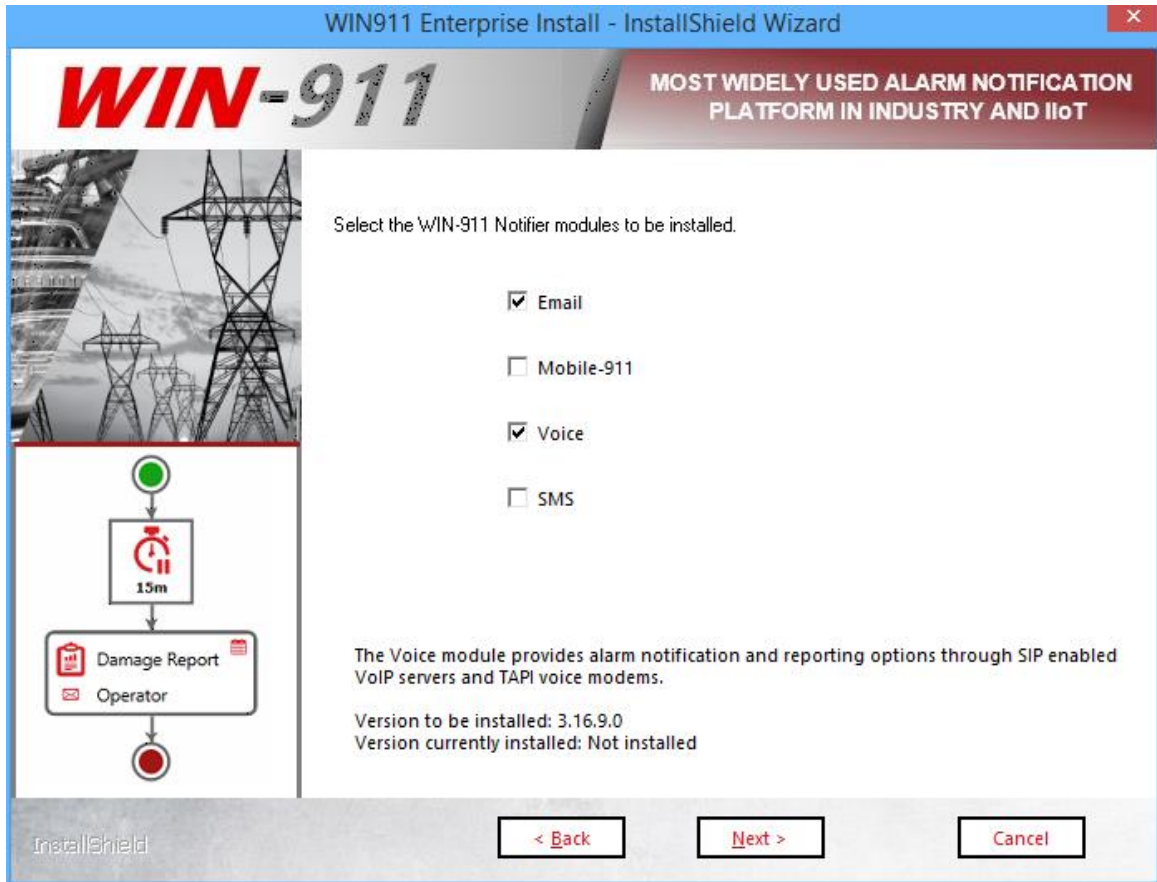 WIN911 Enterprise Install - InstallShield Wizard
WIN-911
MOST WIDELY USED ALARM NOTIFICATION
PLATFORM IN INDUSTRY AND IIoT
Select the WIN-911 Notifier modules to be installed.
Email
Mobile-911
Voice
SMS
15m
Damage Report
Operator
The Voice module provides alarm notification and reporting options through SIP enabled
VoIP servers and TAPI voice modems.
Version to be installed: 3.16.9.0
Version currently installed: Not installed
InstallShield
< Back
Next >
Cancel